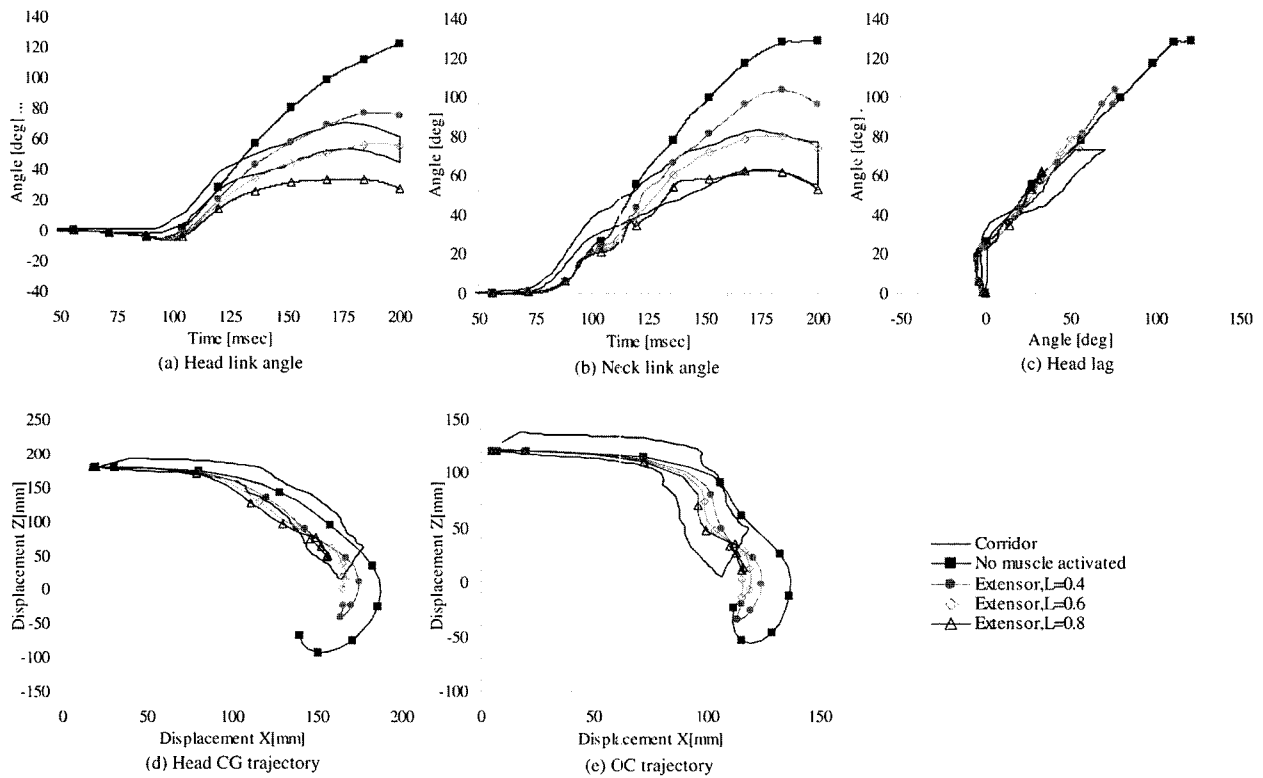 140
120
100
80
60
40
20
0
-20
-40
Angle [deg] ...
50 75 100 125 150 175 200
Time [msec]
(a) Head link angle
140
120
100
80
60
40
20
0
Angle [deg]
50 75 100 125 150 175 200
Time [msec]
(b) Neck link angle
140
120
100
80
60
40
20
0
Angle [deg] .
-50 0 50 100 150
Angle [deg]
(c) Head lag
250
200
150
100
50
0
-50
-100
-150
Displacement Z[mm]
0 50 100 150 200
Displacement X[mm]
(d) Head CG trajectory
150
100
50
0
-50
-100
Displacement Z[mm]
0 50 100 150
Displacement X[mm]
(e) OC trajectory
Corridor
No muscle activated
Extensor,L=0.4
Extensor,L=0.6
Extensor,L=0.8